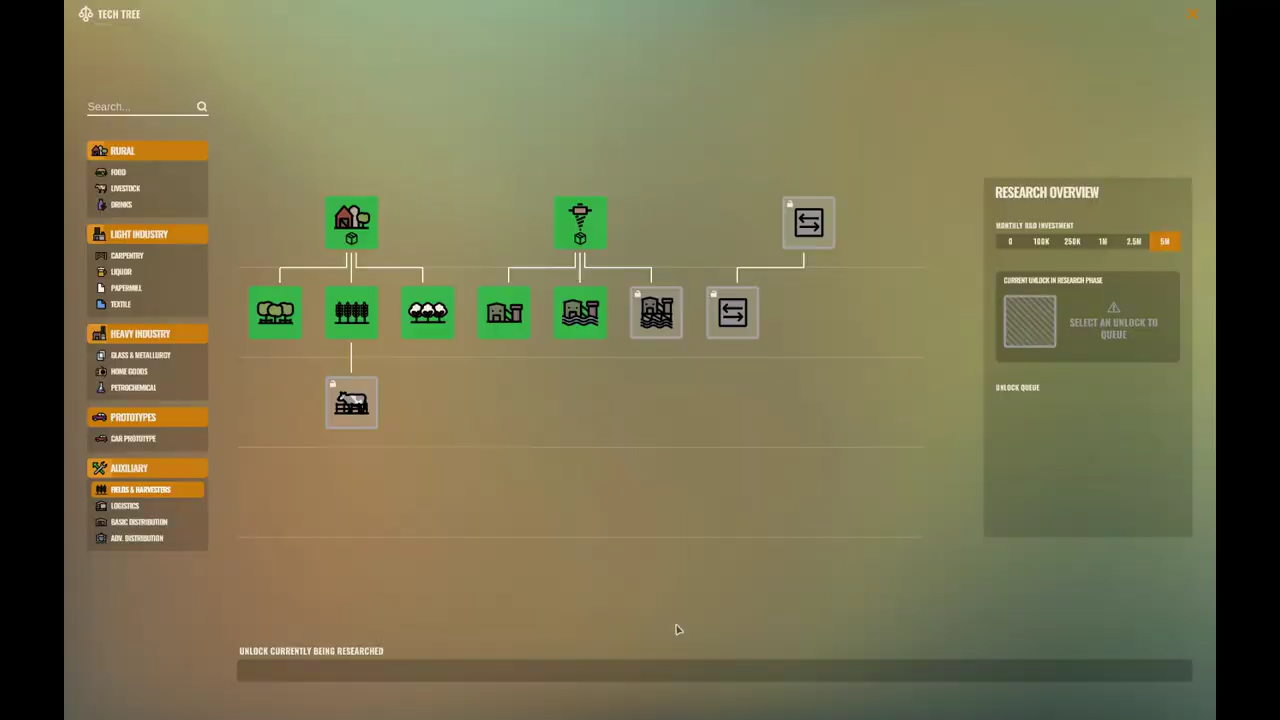 TECH TREE
Search...
RURAL
FOOD
LIVESTOCK
DRINKS
LIGHT INDUSTRY
CARPENTRY
LIQUOR
PAPERMILL
TEXTILE
HEAVY INDUSTRY
GLASS & METALLURGY
HOME GOODS
PETROCHEMICAL
PROTOTYPES
CAR PROTOTYPE
AUXILIARY
FIELDS & HARVESTERS
LOGISTICS
BASIC DISTRIBUTION
ADV. DISTRIBUTION
RESEARCH OVERVIEW
MONTHLY R&D INVESTMENT
0 100K 250K 1M 2.5M 5M
CURRENT UNLOCK IN RESEARCH PHASE
SELECT AN UNLOCK TO
QUEUE
UNLOCK QUEUE
UNLOCK CURRENTLY BEING RESEARCHED